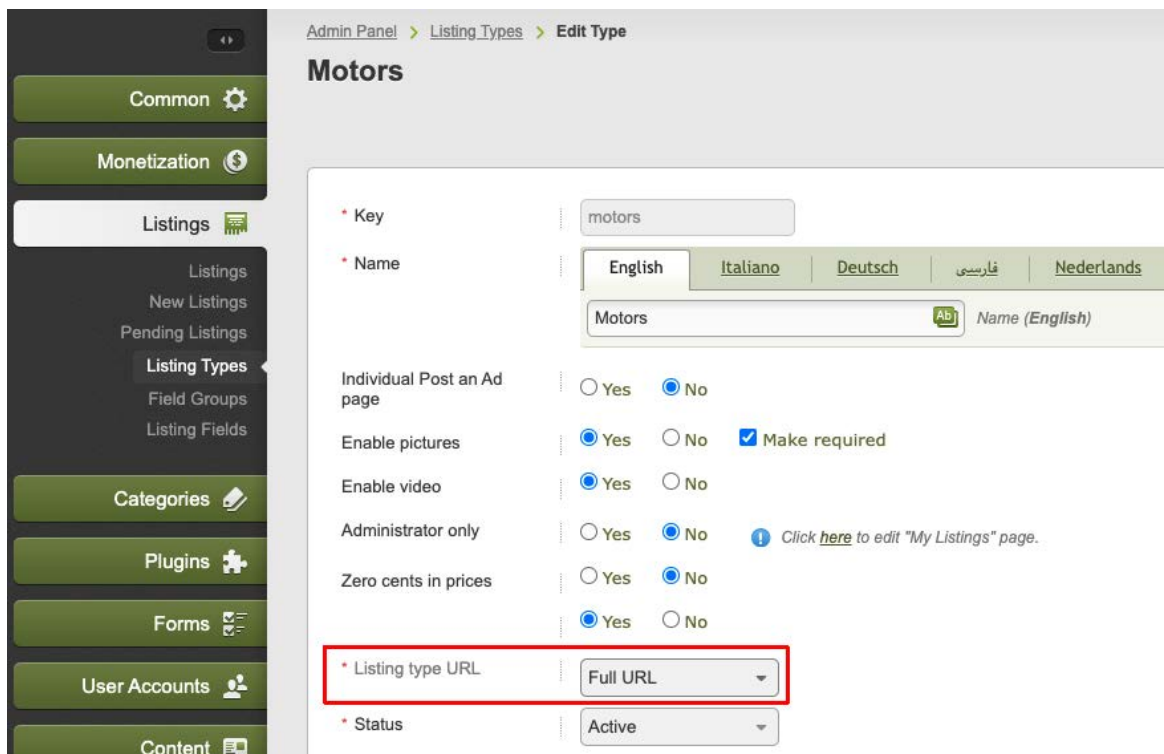 Admin Panel > Listing Types > Edit Type
Motors
Common
Monetization
Listings
Listings
New Listings
Pending Listings
Listing Types
Field Groups
Listing Fields
Categories
Plugins
Forms
User Accounts
Content
* Key motors
* Name English Italiano Deutsch فارسی Nederlands
Motors Ab Name (English)
Individual Post an Ad page Yes No
Enable pictures Yes No Make required
Enable video Yes No
Administrator only Yes No Click here to edit "My Listings" page.
Zero cents in prices Yes No
Yes No
* Listing type URL Full URL
* Status Active